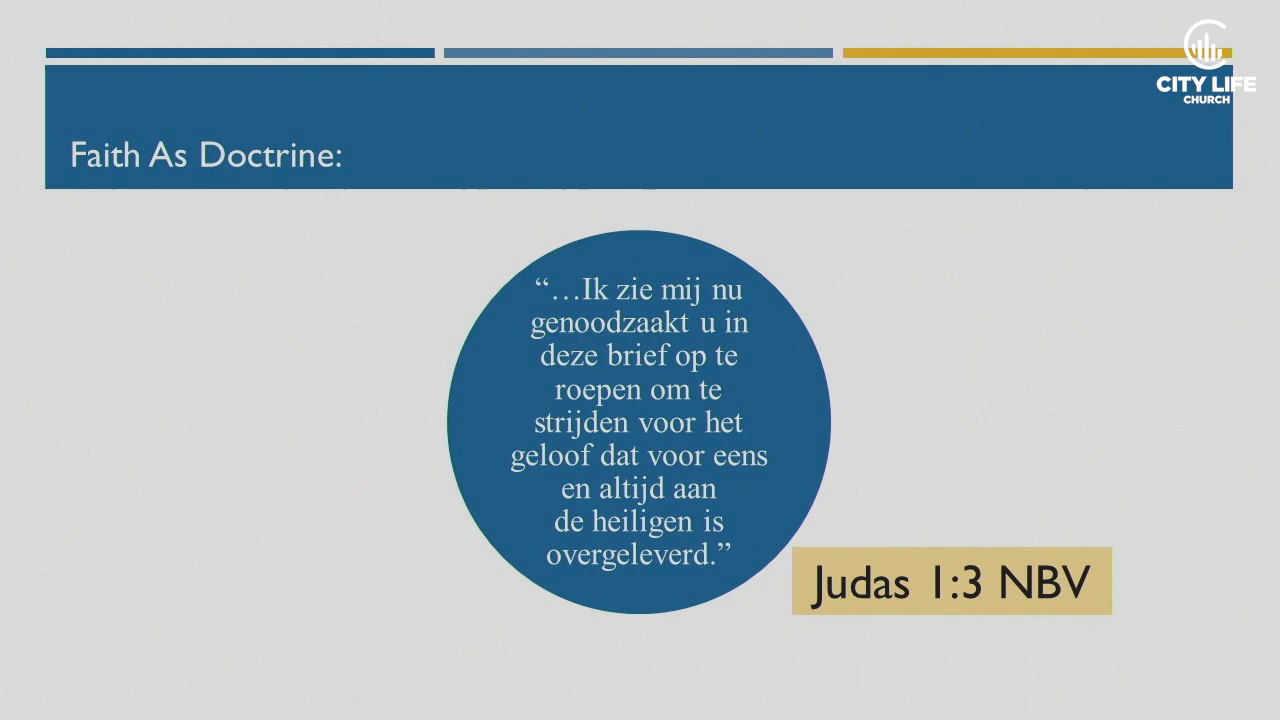 CITY LIFE
CHURCH
Faith As Doctrine:
“…Ik zie mij nu
genoodzaakt u in
deze brief op te
roepen om te
strijden voor het
geloof dat voor eens
en altijd aan
de heiligen is
overgeleverd.”
Judas 1:3 NBV